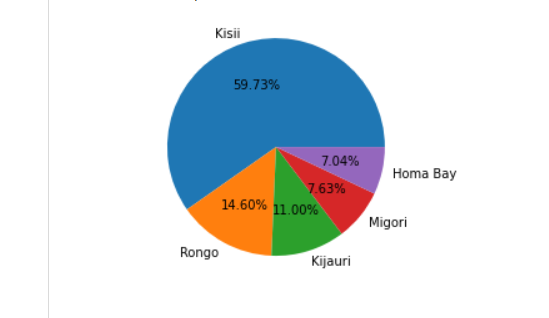 Kisii
59.73%
7.04%
Homa Bay
7.63%
14.60%
11.00%
Migori
Rongo
Kijauri